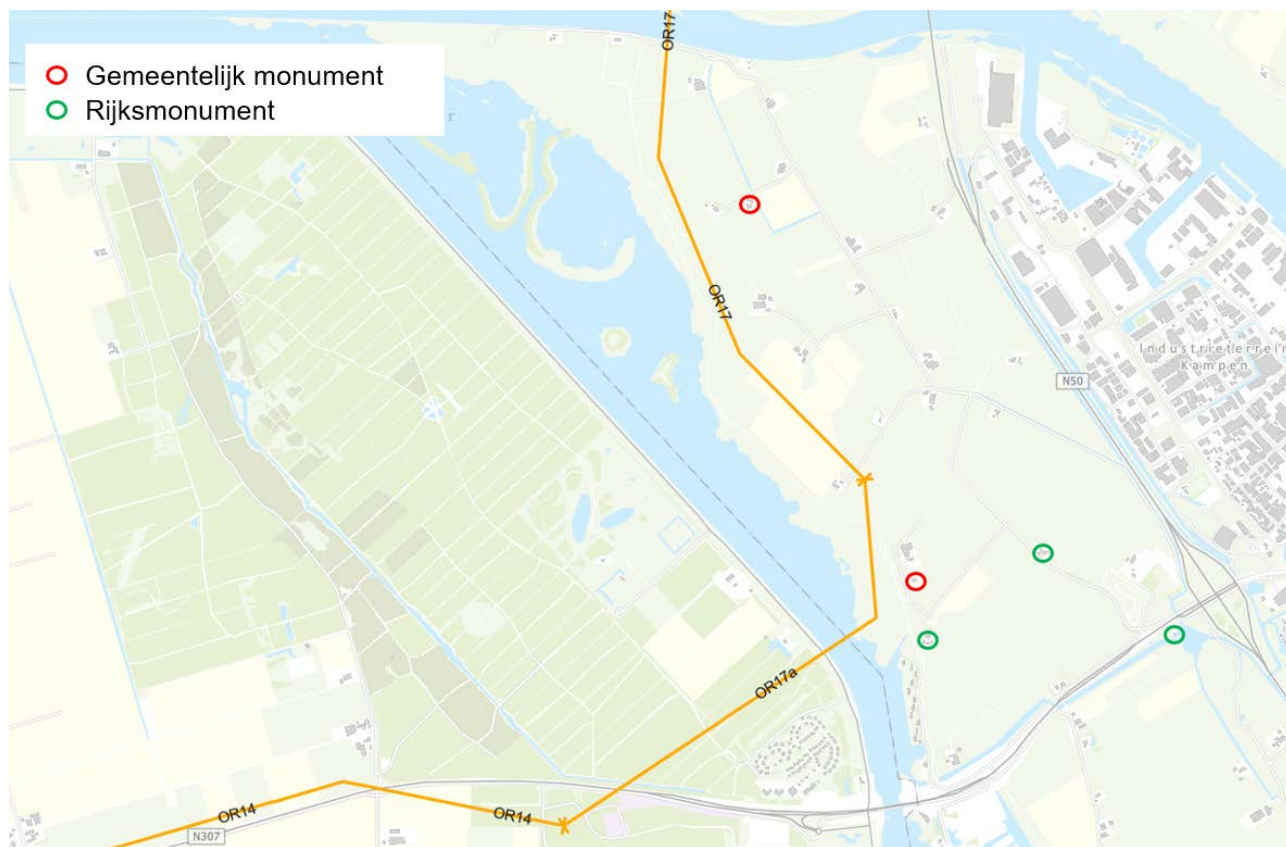 Gemeentelijk monument
Rijksmonument
OR17
r
OR17
Industrieterrein
Kampen
N50
OR17a
OR14
OR14
N307